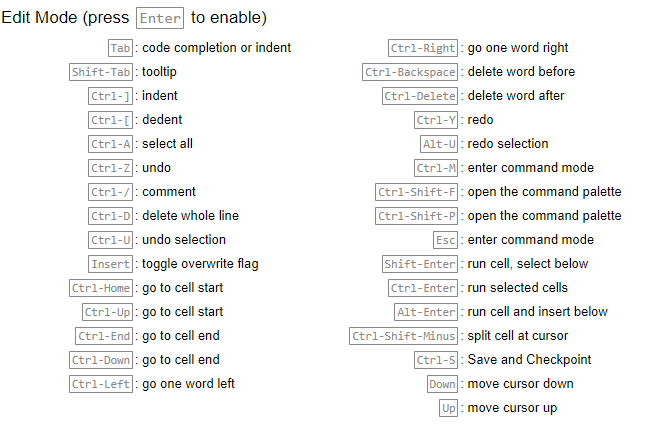 Edit Mode (press Enter to enable)
Tab : code completion or indent
Shift-Tab : tooltip
Ctrl-] : indent
Ctrl-[ : dedent
Ctrl-A : select all
Ctrl-Z : undo
Ctrl-/ : comment
Ctrl-D : delete whole line
Ctrl-U : undo selection
Insert : toggle overwrite flag
Ctrl-Home : go to cell start
Ctrl-Up : go to cell start
Ctrl-End : go to cell end
Ctrl-Down : go to cell end
Ctrl-Left : go one word left
Ctrl-Right : go one word right
Ctrl-Backspace : delete word before
Ctrl-Delete : delete word after
Ctrl-Y : redo
Alt-U : redo selection
Ctrl-M : enter command mode
Ctrl-Shift-F : open the command palette
Ctrl-Shift-P : open the command palette
Esc : enter command mode
Shift-Enter : run cell, select below
Ctrl-Enter : run selected cells
Alt-Enter : run cell and insert below
Ctrl-Shift-Minus : split cell at cursor
Ctrl-S : Save and Checkpoint
Down : move cursor down
Up : move cursor up